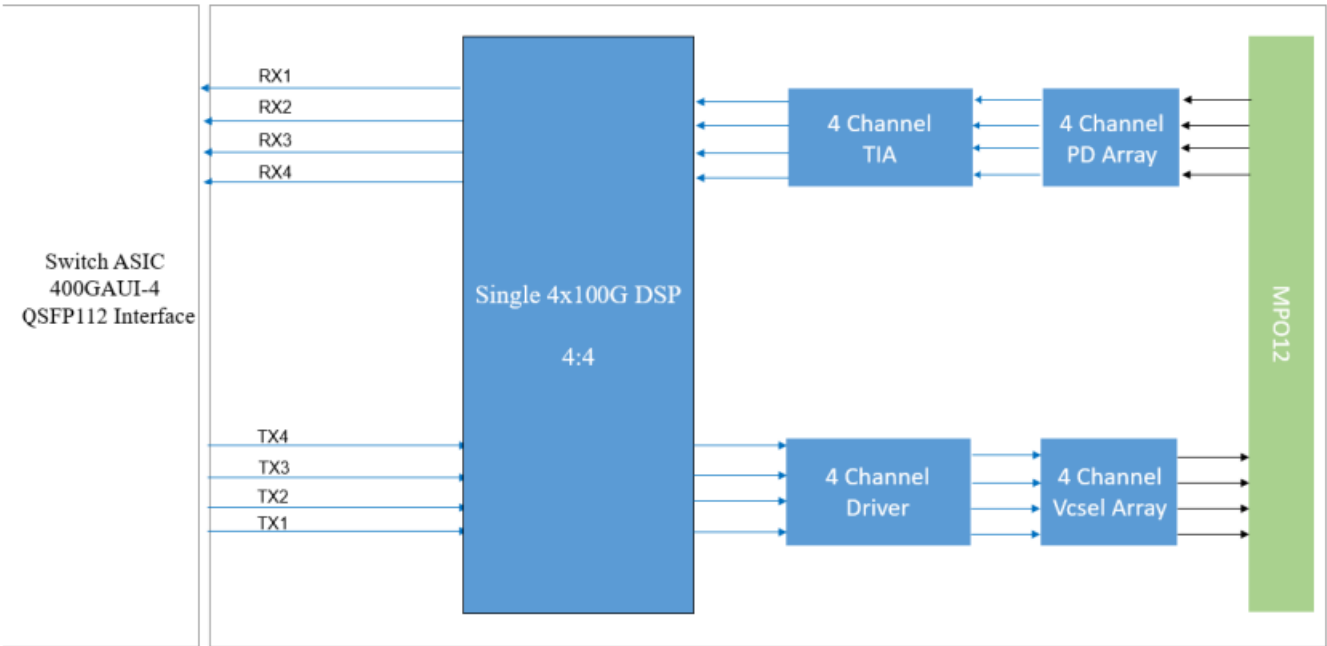 RX1
RX2
RX3
RX4
Switch ASIC
400GAUI-4
QSFP112 Interface
TX4
TX3
TX2
TX1
Single 4x100G DSP
4:4
4 Channel
TIA
4 Channel
PD Array
4 Channel
Driver
4 Channel
Vcsel Array
MPO12